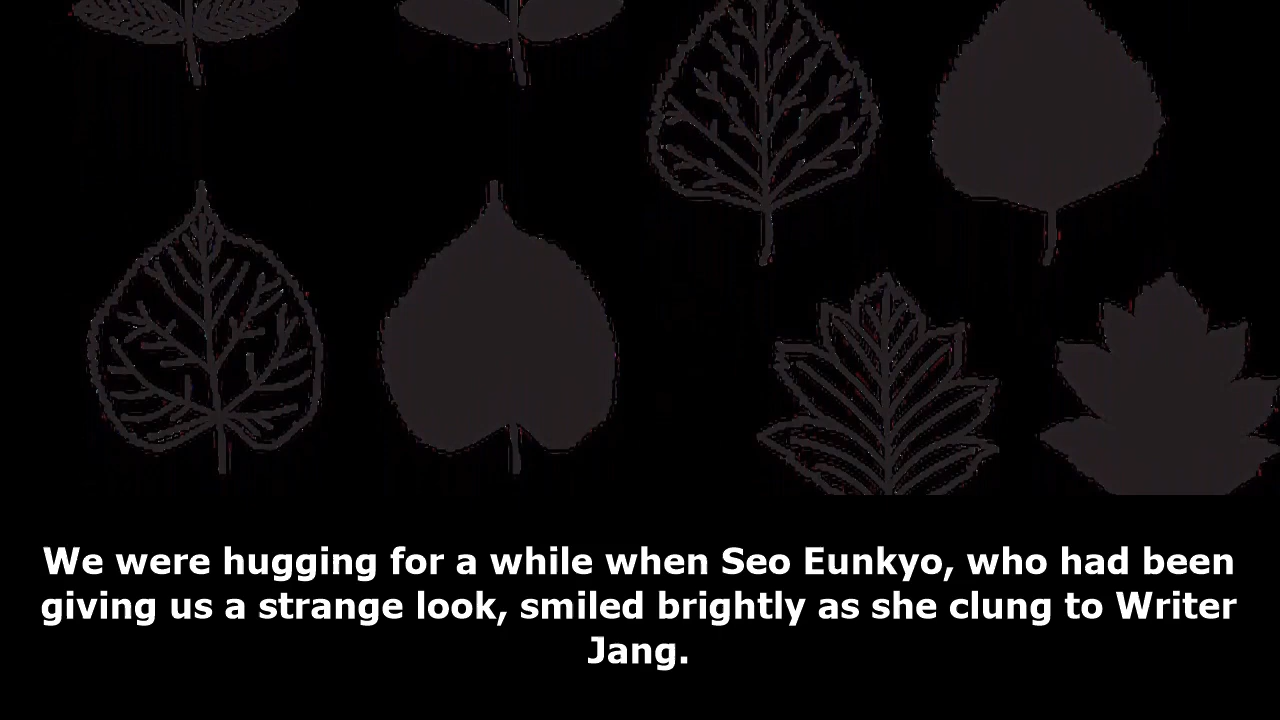 We were hugging for a while when Seo Eunkyo, who had been
giving us a strange look, smiled brightly as she clung to Writer
Jang.